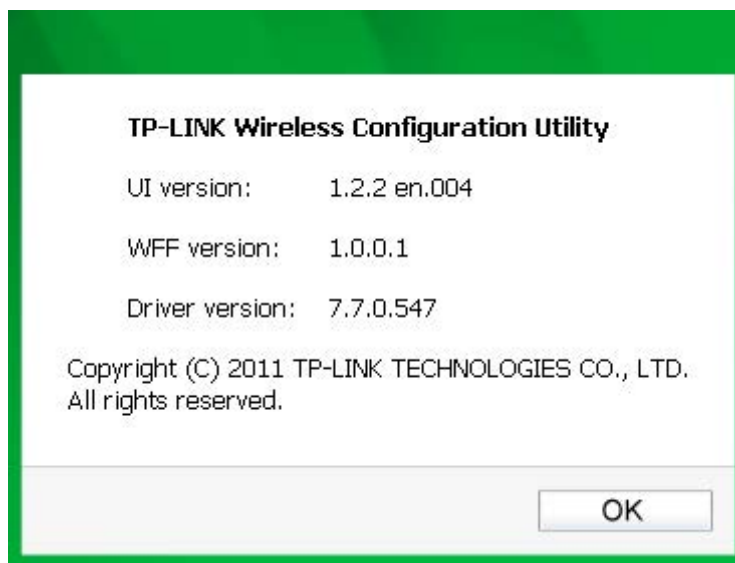 TP-LINK Wireless Configuration Utility
UI version: 1.2.2 en.004
WFF version: 1.0.0.1
Driver version: 7.7.0.547
Copyright (C) 2011 TP-LINK TECHNOLOGIES CO., LTD.
All rights reserved.
OK